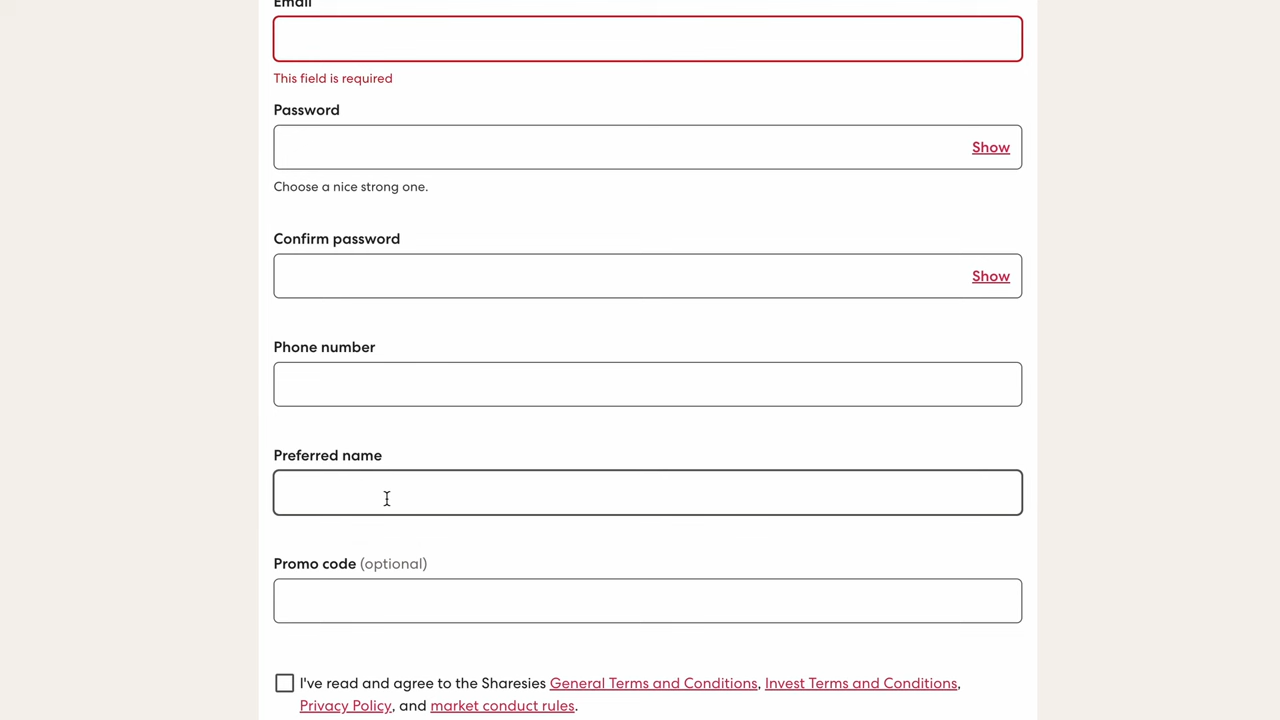 Email
This field is required
Password
Show
Choose a nice strong one.
Confirm password
Show
Phone number
Preferred name
Promo code (optional)
I've read and agree to the Sharesies General Terms and Conditions, Invest Terms and Conditions,
Privacy Policy, and market conduct rules.